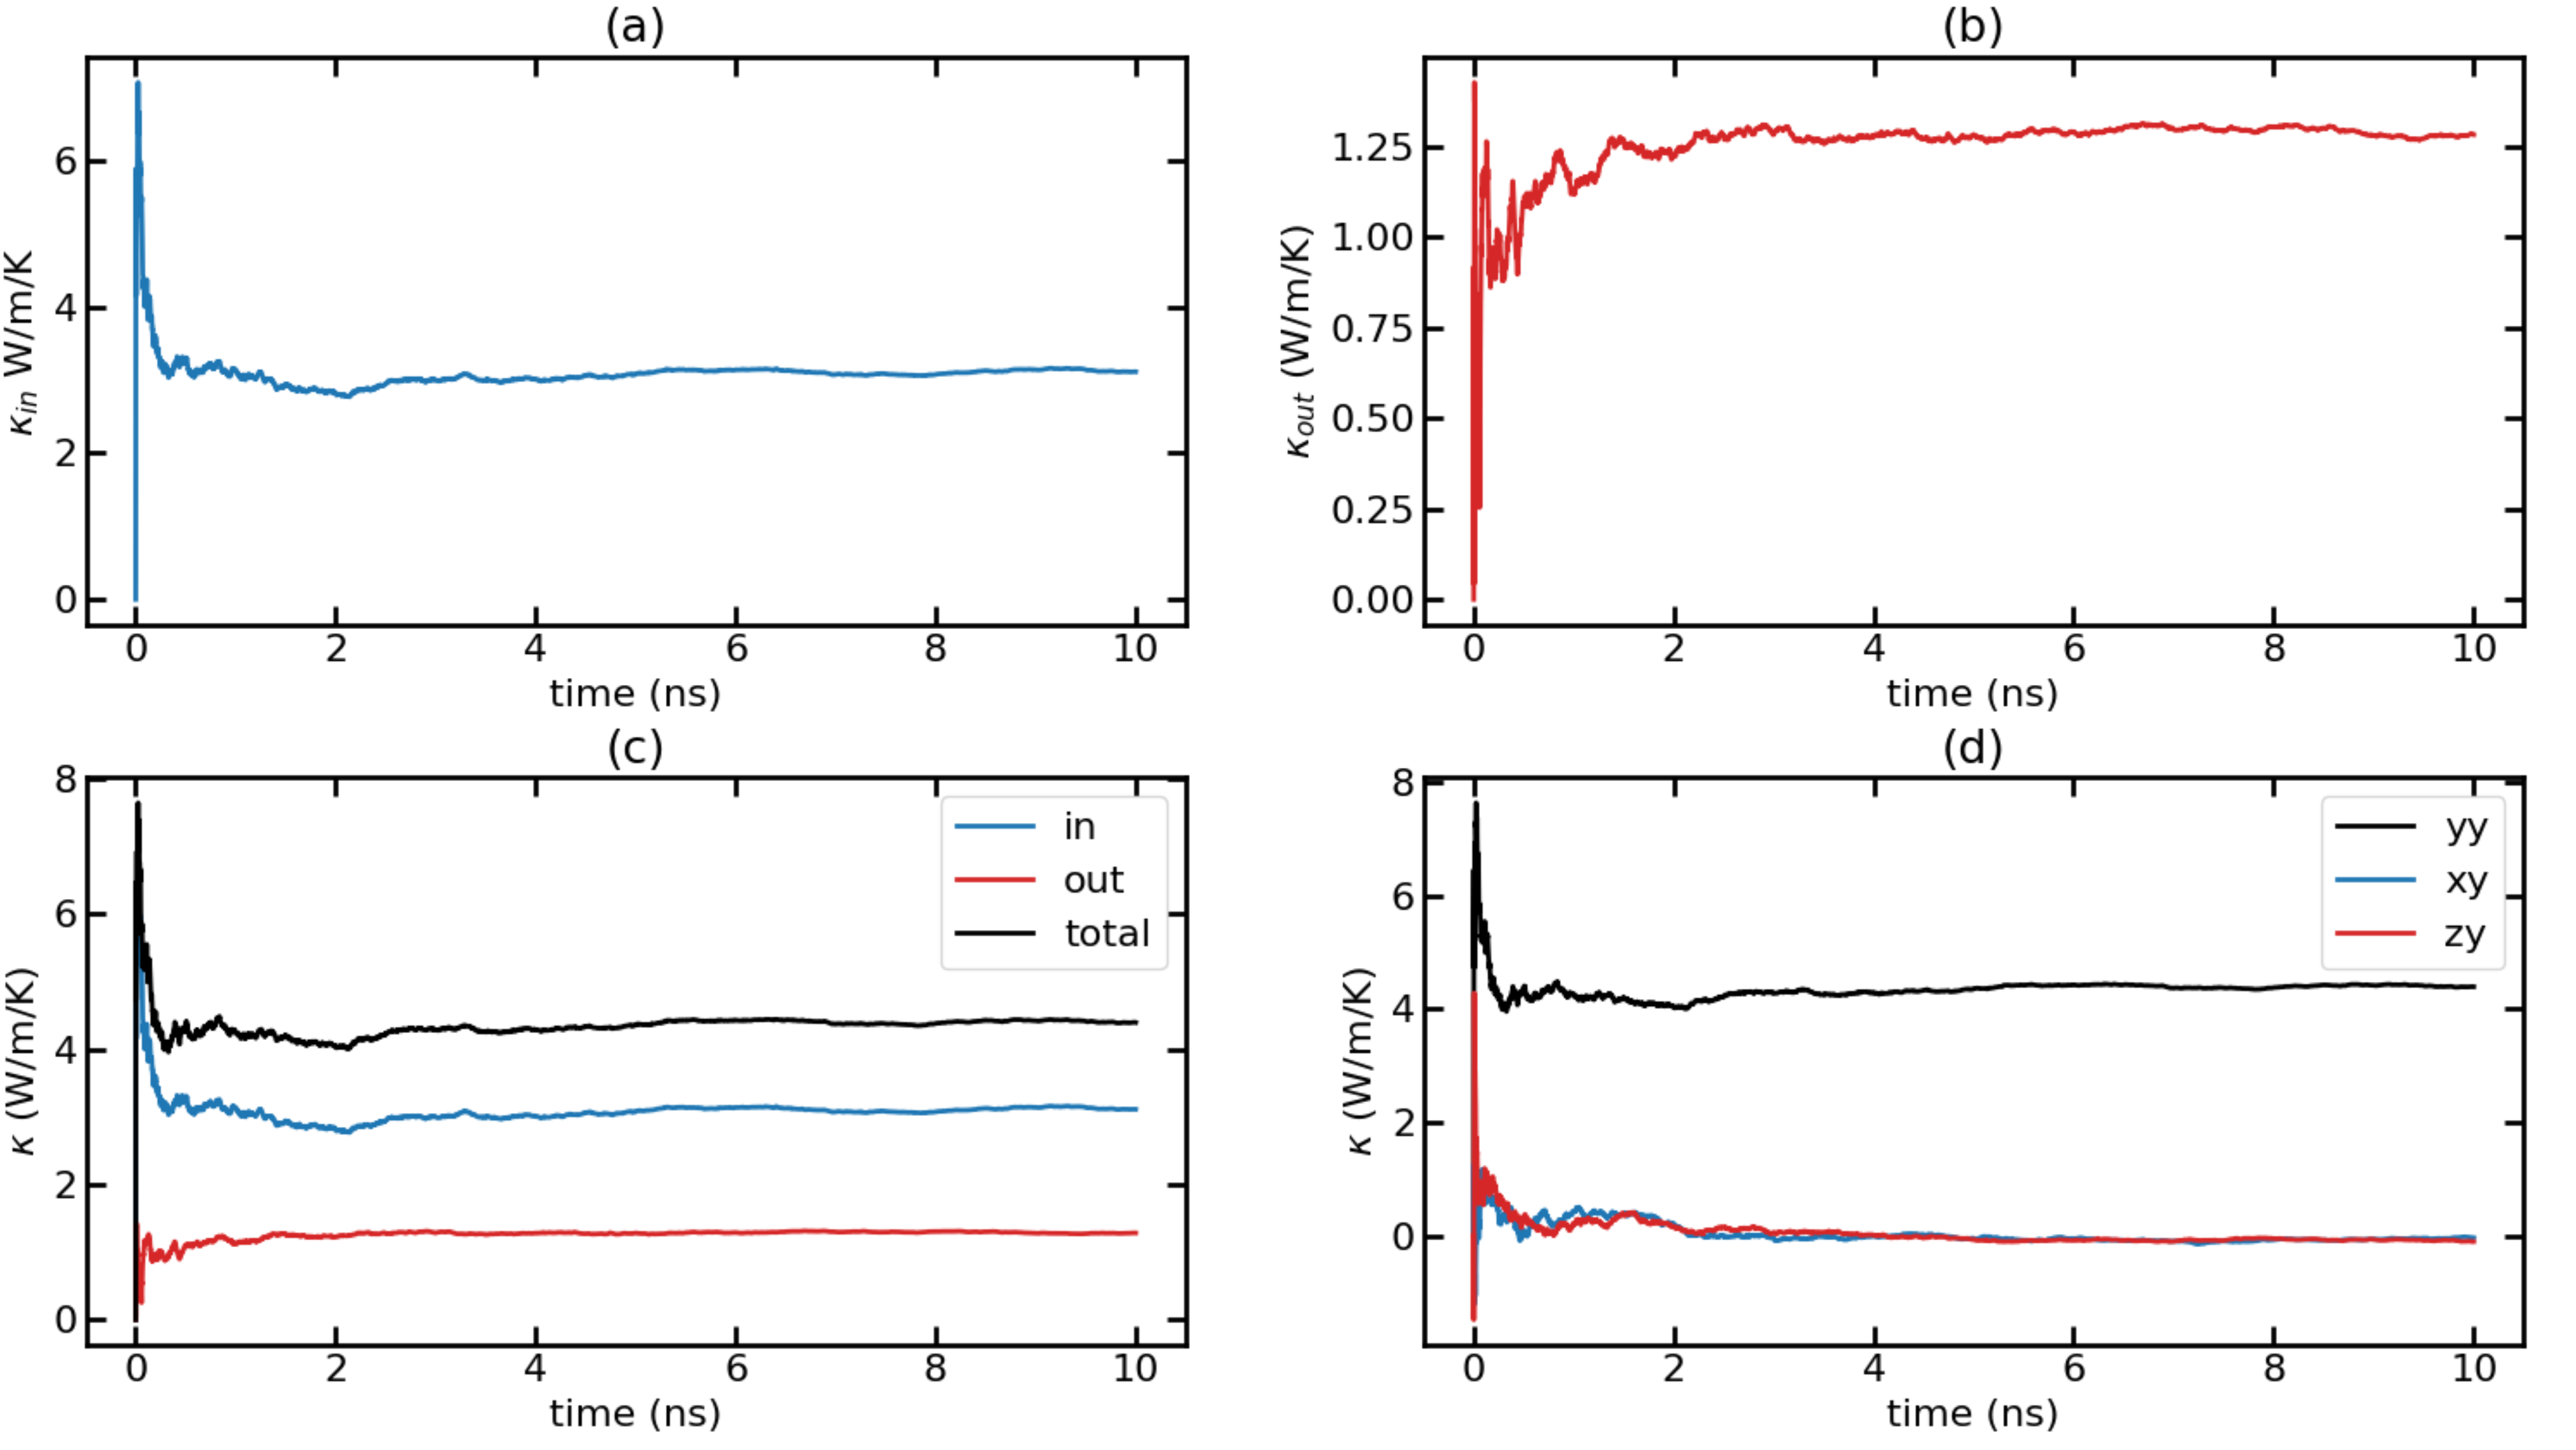 (a)
κin W/m/K
6
4
2
0
0 2 4 6 8 10
time (ns)
(b)
κout (W/m/K)
1.25
1.00
0.75
0.50
0.25
0.00
0 2 4 6 8 10
time (ns)
(c)
κ (W/m/K)
8
6
4
2
0
in
out
total
0 2 4 6 8 10
time (ns)
(d)
κ (W/m/K)
8
6
4
2
0
yy
xy
zy
0 2 4 6 8 10
time (ns)